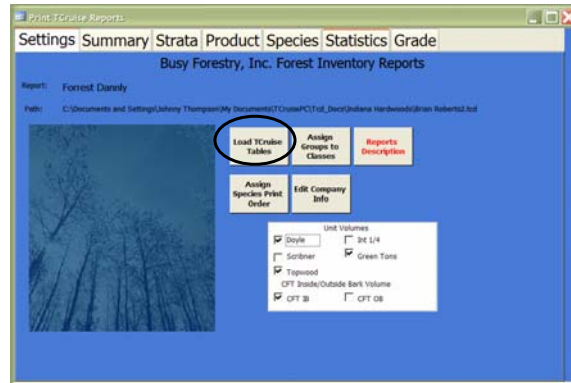 Print TCruise Reports
Settings Summary Strata Product Species Statistics Grade
Busy Forestry, Inc. Forest Inventory Reports
Report: Forrest Dannly
Path: C:\Documents and Settings\Johnny Thompson\My Documents\TCruisePC\Tcd_Docs\Indiana Hardwoods\Brian Roberts2.tcd
Load TCruise
Tables
Assign
Groups to
Classes
Reports
Description
Assign
Species Print
Order
Edit Company
Info
Unit Volumes
Doyle Int 1/4
Scribner Green Tons
Topwood
CFT Inside/Outside Bark Volume
CFT IB CFT OB